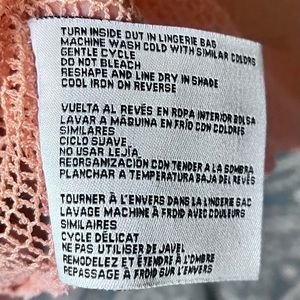 TURN INSIDE OUT IN LINGERIE BAG
MACHINE WASH COLD WITH SIMILAR COLORS
GENTLE CYCLE
DO NOT BLEACH
RESHAPE AND LINE DRY IN SHADE
COOL IRON ON REVERSE
VUELTA AL REVÉS EN ROPA INTERIOR BOLSA
LAVAR A MÁQUINA EN FRÍO CON COLORES
SIMILARES
CICLO SUAVE
NO USAR LEJÍA
REORGANIZACIÓN CON TENDER A LA SOMBRA
PLANCHAR A TEMPERATURA BAJA DEL REVÉS
TOURNER À L'ENVERS DANS LA LINGERIE SAC
LAVAGE MACHINE À FROID AVEC COULEURS
SIMILAIRES
CYCLE DÉLICAT
NE PAS UTILISER DE JAVEL
REMODELEZ ET ÉTENDRE À L'OMBRE
REPASSAGE À FROID SUR L'ENVERS